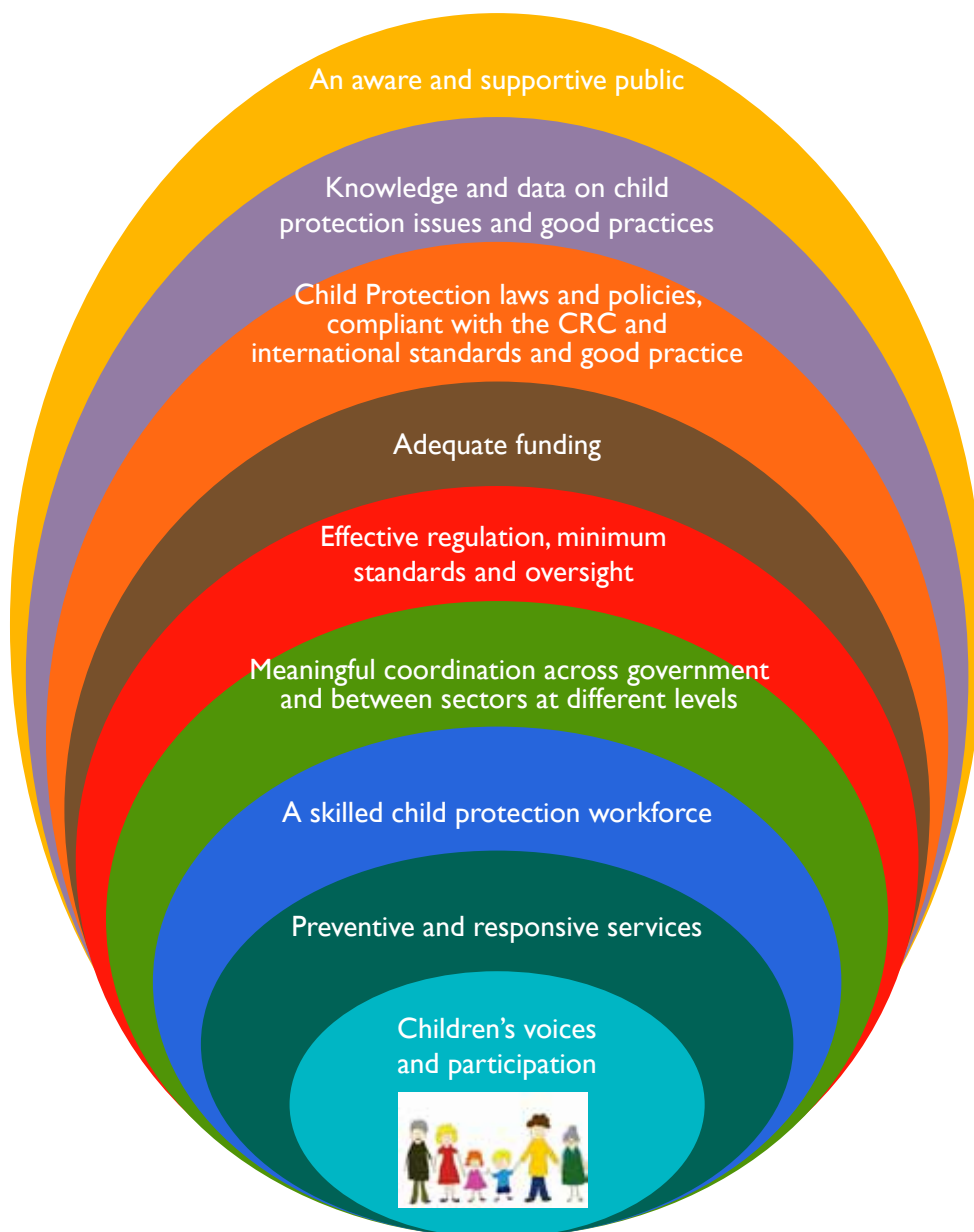 An aware and supportive public
Knowledge and data on child
protection issues and good practices
Child Protection laws and policies,
compliant with the CRC and
international standards and good practice
Adequate funding
Effective regulation, minimum
standards and oversight
Meaningful coordination across government
and between sectors at different levels
A skilled child protection workforce
Preventive and responsive services
Children’s voices
and participation